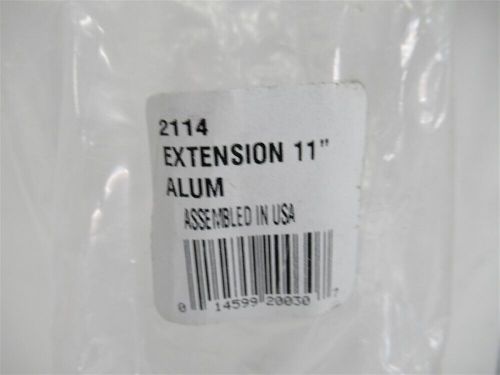 2114
EXTENSION 11"
ALUM
ASSEMBLED IN USA
0 14599 20030 7